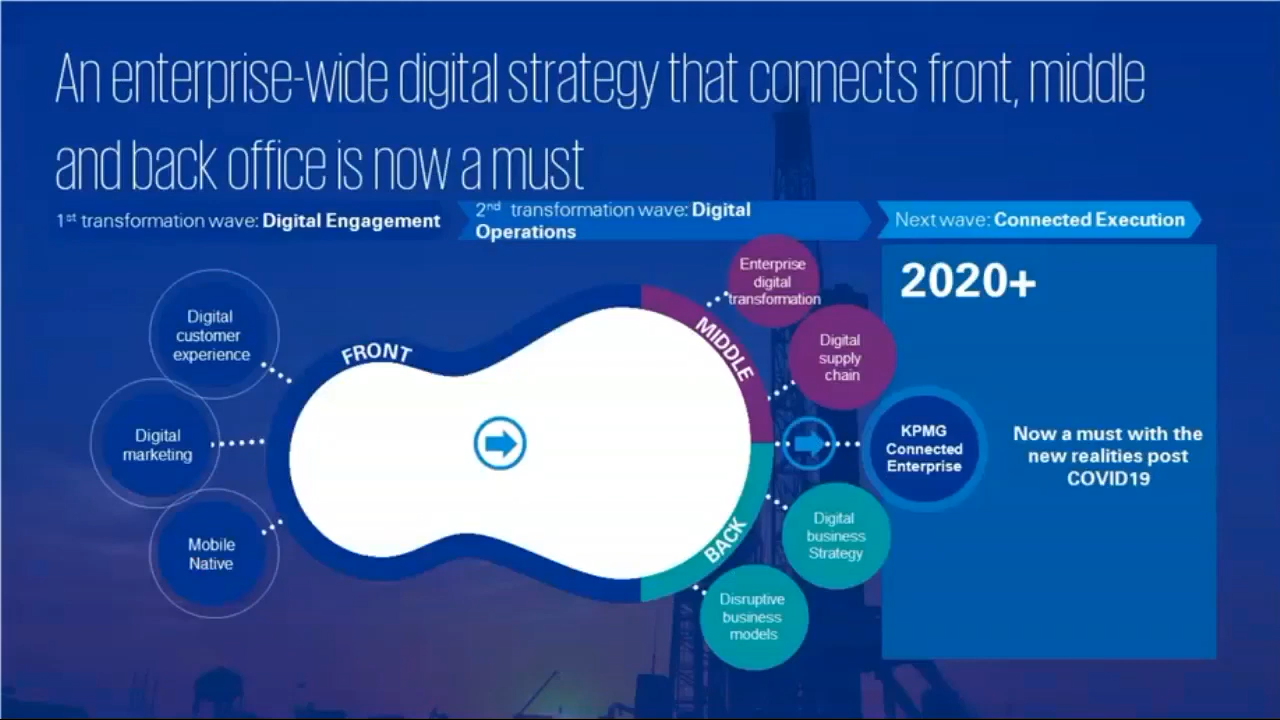 An enterprise-wide digital strategy that connects front, middle
and back office is now a must
1st transformation wave: Digital Engagement
2nd transformation wave: Digital
Operations
Next wave: Connected Execution
2020+
Enterprise
digital
transformation
Digital
customer
experience
FRONT
MIDDLE
Digital
supply
chain
Digital
marketing
KPMG
Connected
Enterprise
Now a must with the
new realities post
COVID19
Mobile
Native
BACK
Digital
business
Strategy
Disruptive
business
models